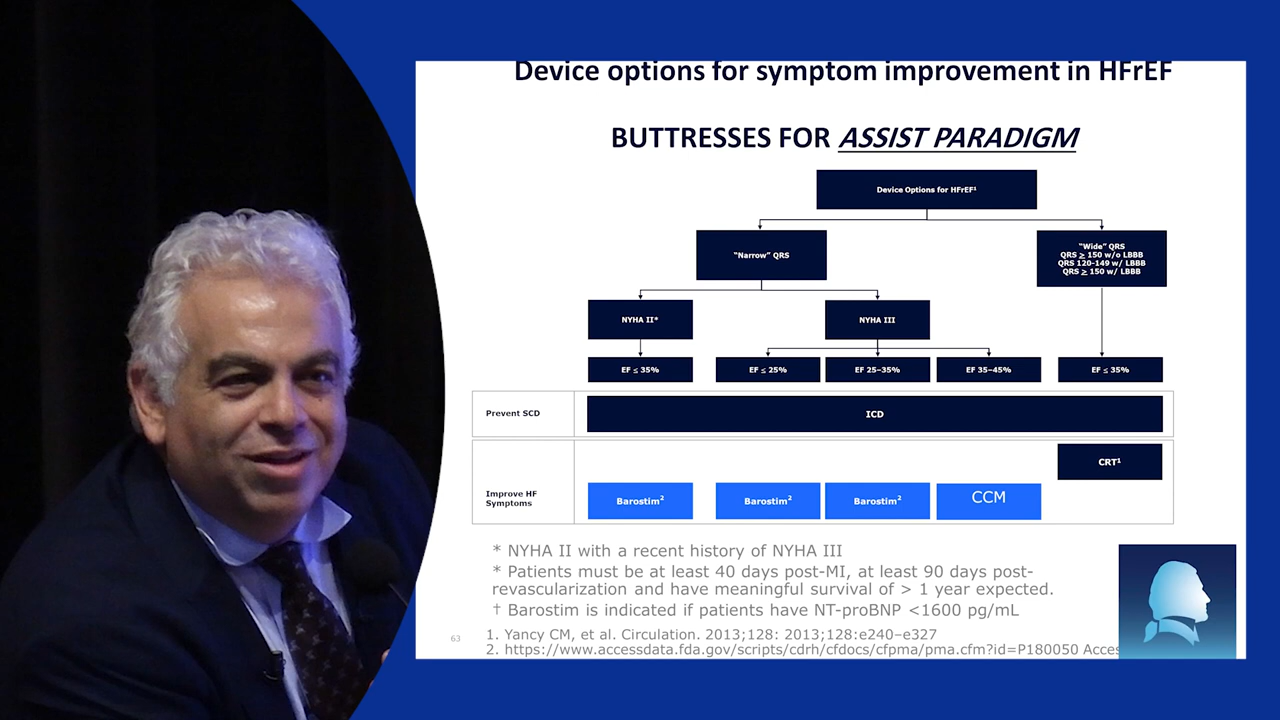 Device options for symptom improvement in HFrEF
BUTTRESSES FOR ASSIST PARADIGM
Device Options for HFrEF¹
"Narrow" QRS
"Wide" QRS
QRS ≥ 150 w/o LBBB
QRS 120-149 w/ LBBB
QRS ≥ 150 w/ LBBB
NYHA II*
NYHA III
EF ≤ 35%
EF ≤ 25%
EF 25–35%
EF 35–45%
EF ≤ 35%
Prevent SCD
ICD
CRT¹
Improve HF
Symptoms
Barostim²
Barostim²
Barostim²
CCM
* NYHA II with a recent history of NYHA III
* Patients must be at least 40 days post-MI, at least 90 days post-
revascularization and have meaningful survival of > 1 year expected.
† Barostim is indicated if patients have NT-proBNP <1600 pg/mL
63
1. Yancy CM, et al. Circulation. 2013;128: 2013;128:e240–e327
2. https://www.accessdata.fda.gov/scripts/cdrh/cfdocs/cfpma/pma.cfm?id=P180050 Acces